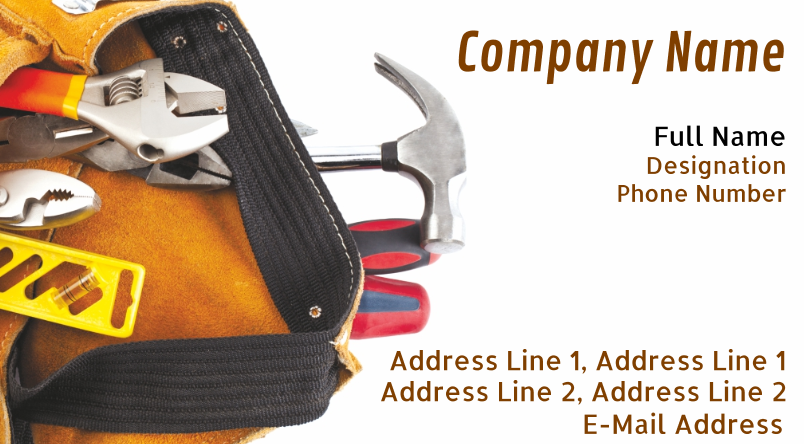 Company Name
Full Name
Designation
Phone Number
Address Line 1, Address Line 1
Address Line 2, Address Line 2
E-Mail Address